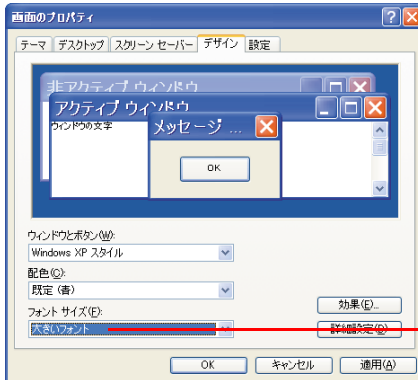 画面のプロパティ
テーマ デスクトップ スクリーン セーバー デザイン 設定
非アクティブ ウィンドウ
アクティブ ウィンドウ
ウィンドウの文字
メッセージ ...
OK
ウィンドウとボタン(W):
Windows XP スタイル
配色(C):
既定 (青)
フォント サイズ(F):
大きいフォント
効果(E)...
詳細設定(D)
OK キャンセル 適用(A)